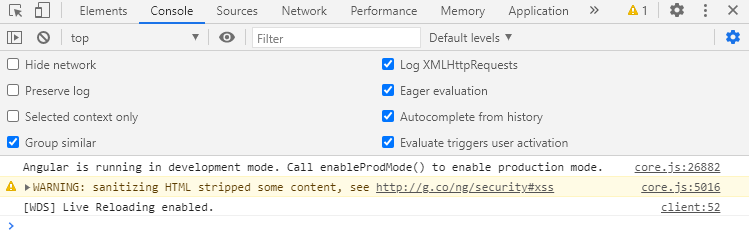 Elements Console Sources Network Performance Memory Application » 1
top Filter Default levels
Hide network Log XMLHttpRequests
Preserve log Eager evaluation
Selected context only Autocomplete from history
Group similar Evaluate triggers user activation
Angular is running in development mode. Call enableProdMode() to enable production mode. core.js:26882
WARNING: sanitizing HTML stripped some content, see http://g.co/ng/security#xss core.js:5016
[WDS] Live Reloading enabled. client:52